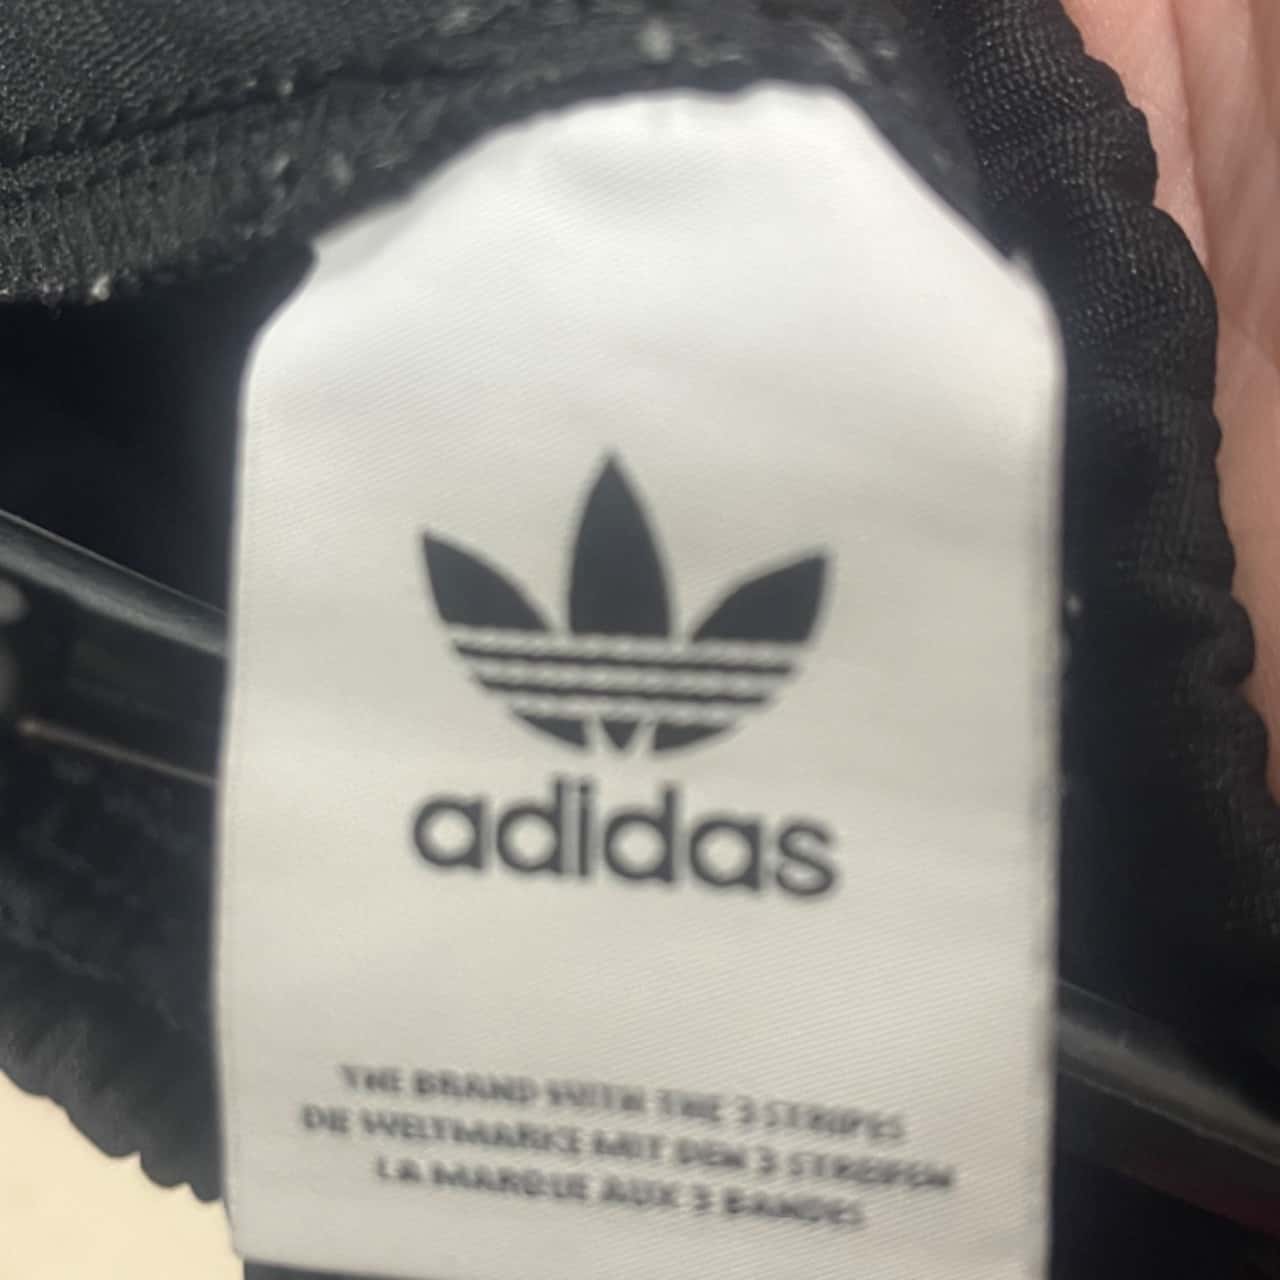 adidas
THE BRAND WITH THE 3 STRIPES
DIE WELTMARKE MIT DEN 3 STREIFEN
LA MARQUE AUX 3 BANDES